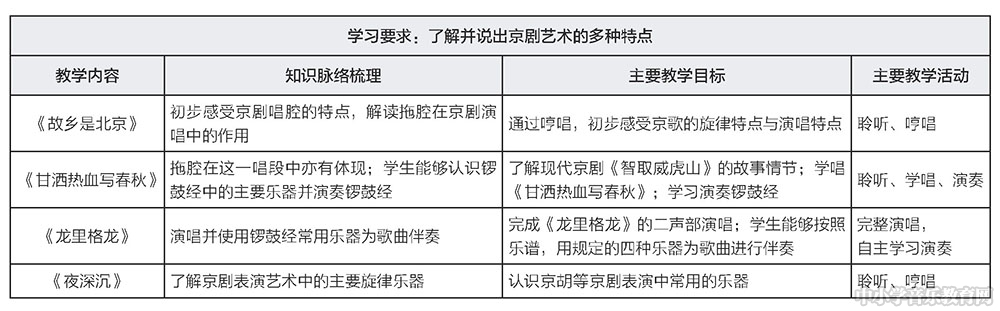 学习要求：了解并说出京剧艺术的多种特点
教学内容 知识脉络梳理 主要教学目标 主要教学活动
《故乡是北京》
初步感受京剧唱腔的特点，解读拖腔在京剧演
唱中的作用
通过哼唱，初步感受京歌的旋律特点与演唱特点
聆听、哼唱
《甘洒热血写春秋》
拖腔在这一唱段中亦有体现；学生能够认识锣
鼓经中的主要乐器并演奏锣鼓经
了解现代京剧《智取威虎山》的故事情节；学唱
《甘洒热血写春秋》；学习演奏锣鼓经
聆听、学唱、演奏
《龙里格龙》
演唱并使用锣鼓经常用乐器为歌曲伴奏
完成《龙里格龙》的二声部演唱；学生能够按照
乐谱，用规定的四种乐器为歌曲进行伴奏
完整演唱，
自主学习演奏
《夜深沉》
了解京剧表演艺术中的主要旋律乐器
认识京胡等京剧表演中常用的乐器
聆听、哼唱
中小学音乐教育网